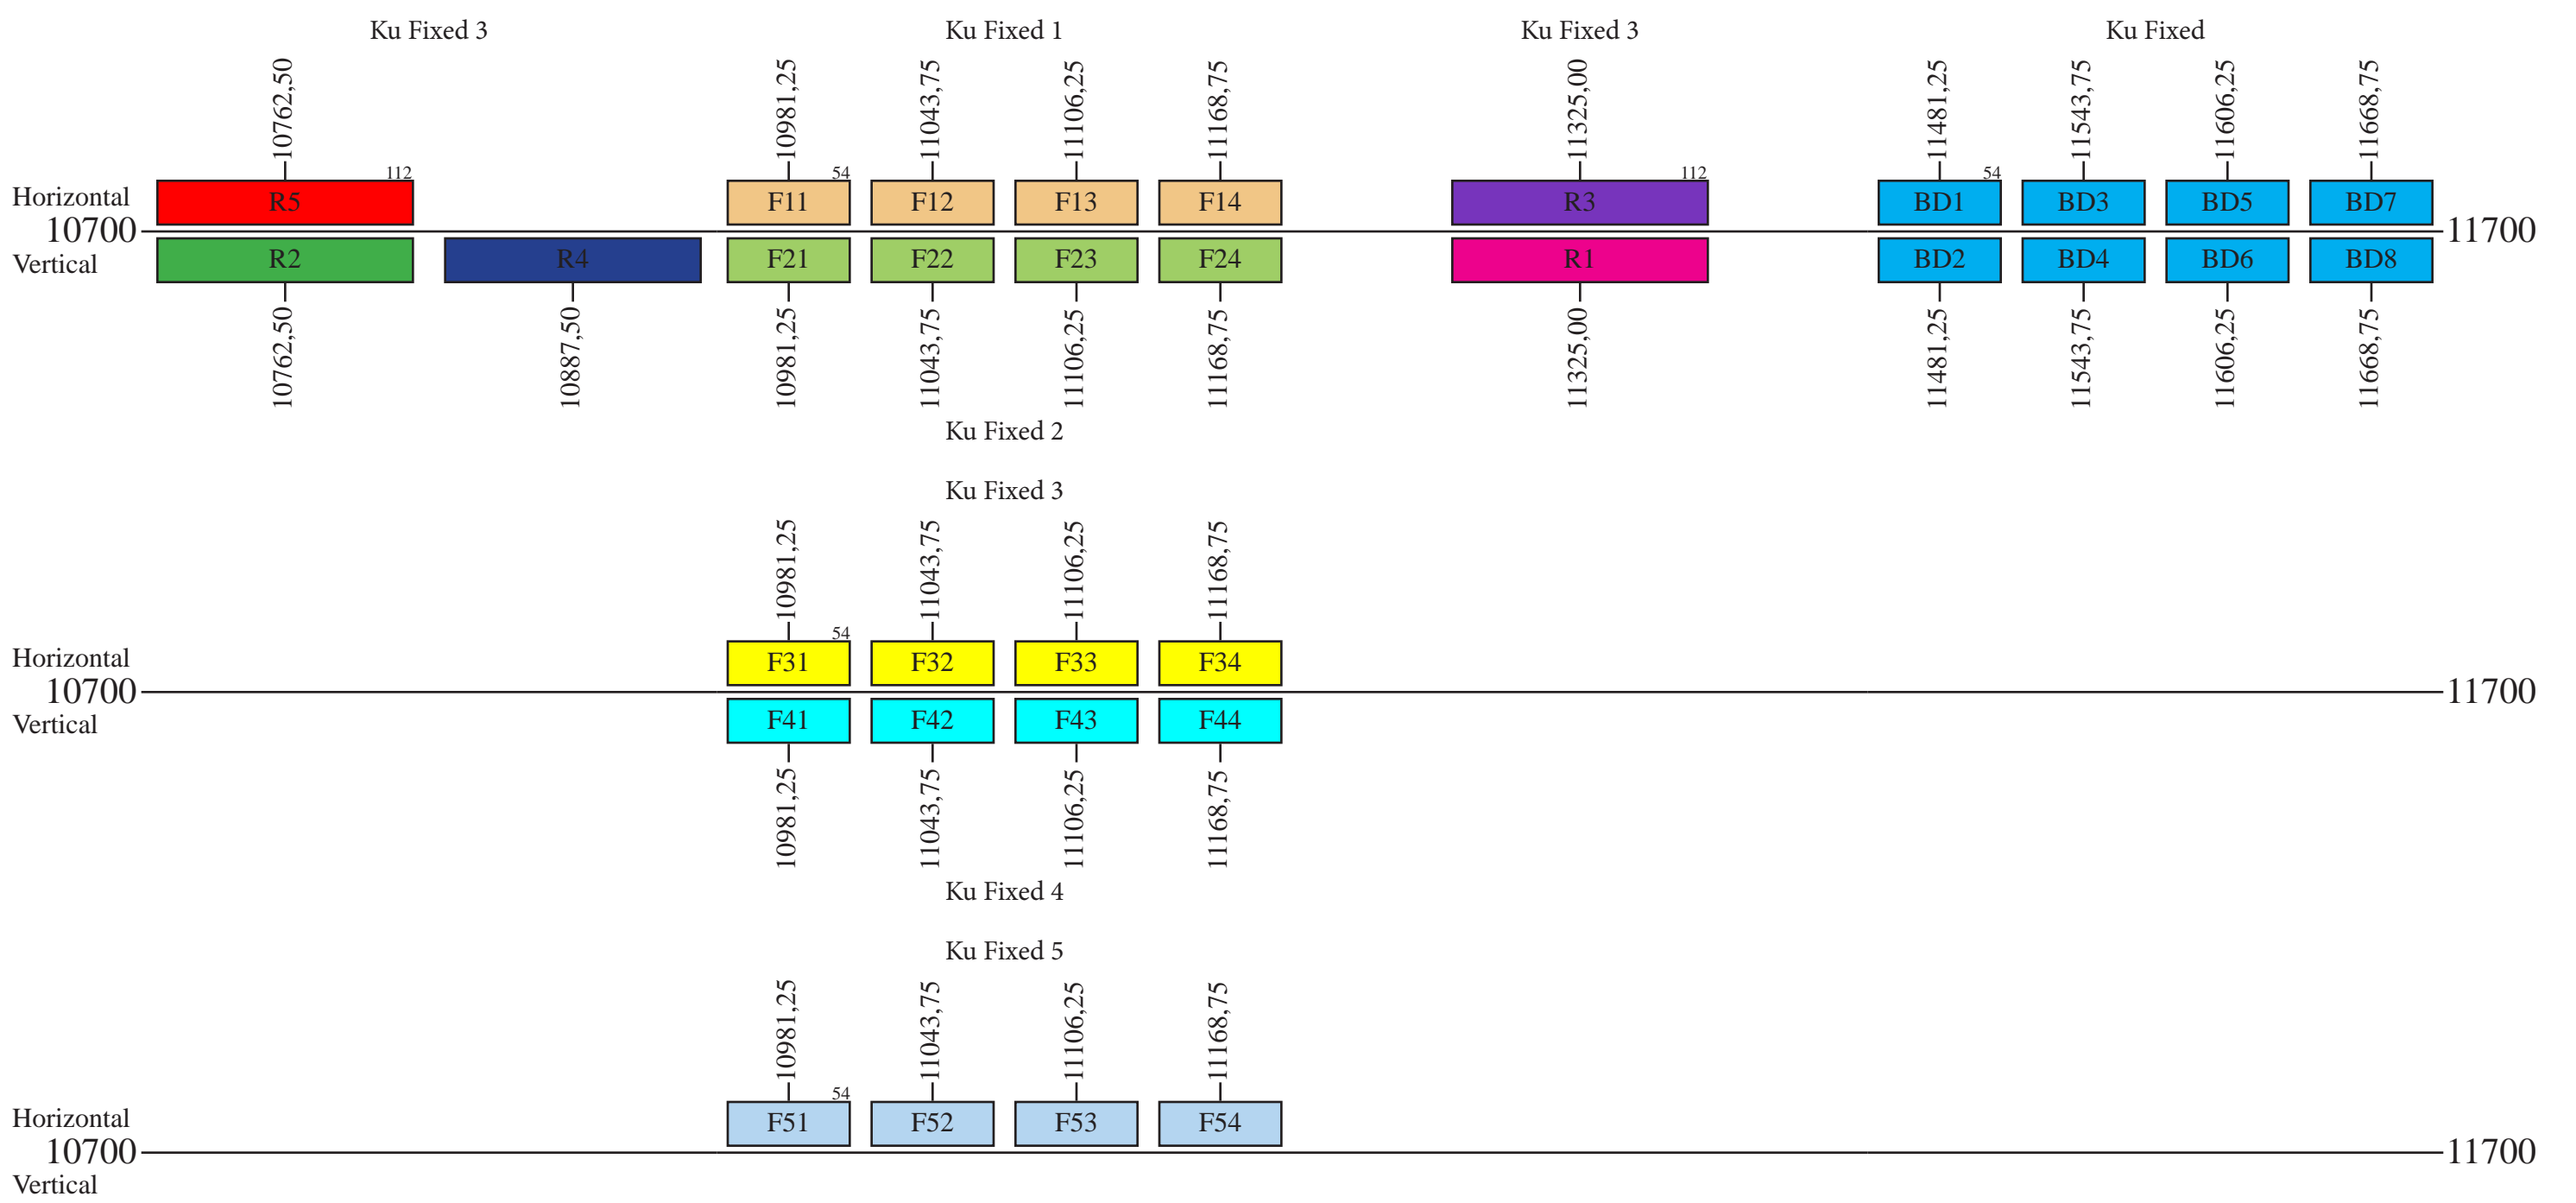 Ku Fixed 3 Ku Fixed 1 Ku Fixed 3 Ku Fixed
10762,50 10981,25 11043,75 11106,25 11168,75 11325,00 11481,25 11543,75 11606,25 11668,75
112 54 112 54
Horizontal R5 F11 F12 F13 F14 R3 BD1 BD3 BD5 BD7
10700 11700
Vertical R2 R4 F21 F22 F23 F24 R1 BD2 BD4 BD6 BD8
10762,50 10887,50 10981,25 11043,75 11106,25 11168,75 11325,00 11481,25 11543,75 11606,25 11668,75
Ku Fixed 2
Ku Fixed 3
10981,25 11043,75 11106,25 11168,75
54
Horizontal F31 F32 F33 F34
10700 11700
Vertical F41 F42 F43 F44
10981,25 11043,75 11106,25 11168,75
Ku Fixed 4
Ku Fixed 5
10981,25 11043,75 11106,25 11168,75
54
Horizontal F51 F52 F53 F54
10700 11700
Vertical